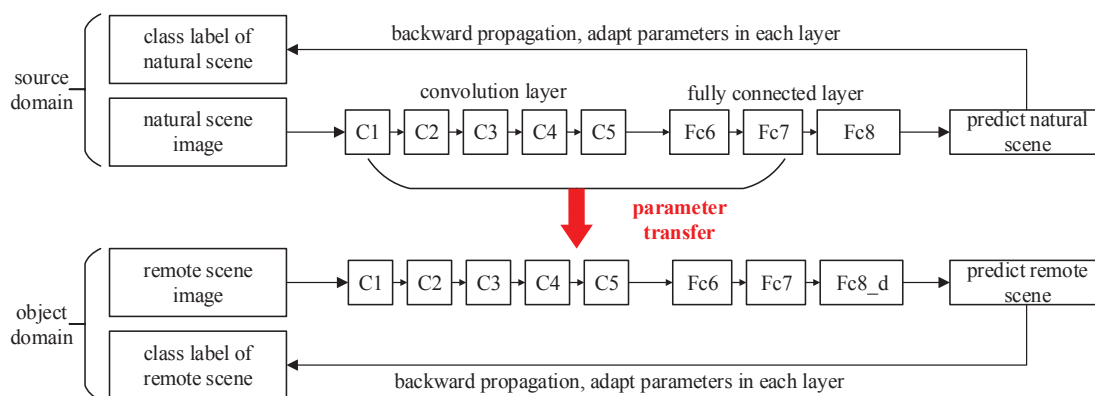 class label of
natural scene
backward propagation, adapt parameters in each layer
source
domain
convolution layer
fully connected layer
natural scene
image
C1
C2
C3
C4
C5
Fc6
Fc7
Fc8
predict natural
scene
parameter
transfer
remote scene
image
C1
C2
C3
C4
C5
Fc6
Fc7
Fc8_d
predict remote
scene
object
domain
class label of
remote scene
backward propagation, adapt parameters in each layer